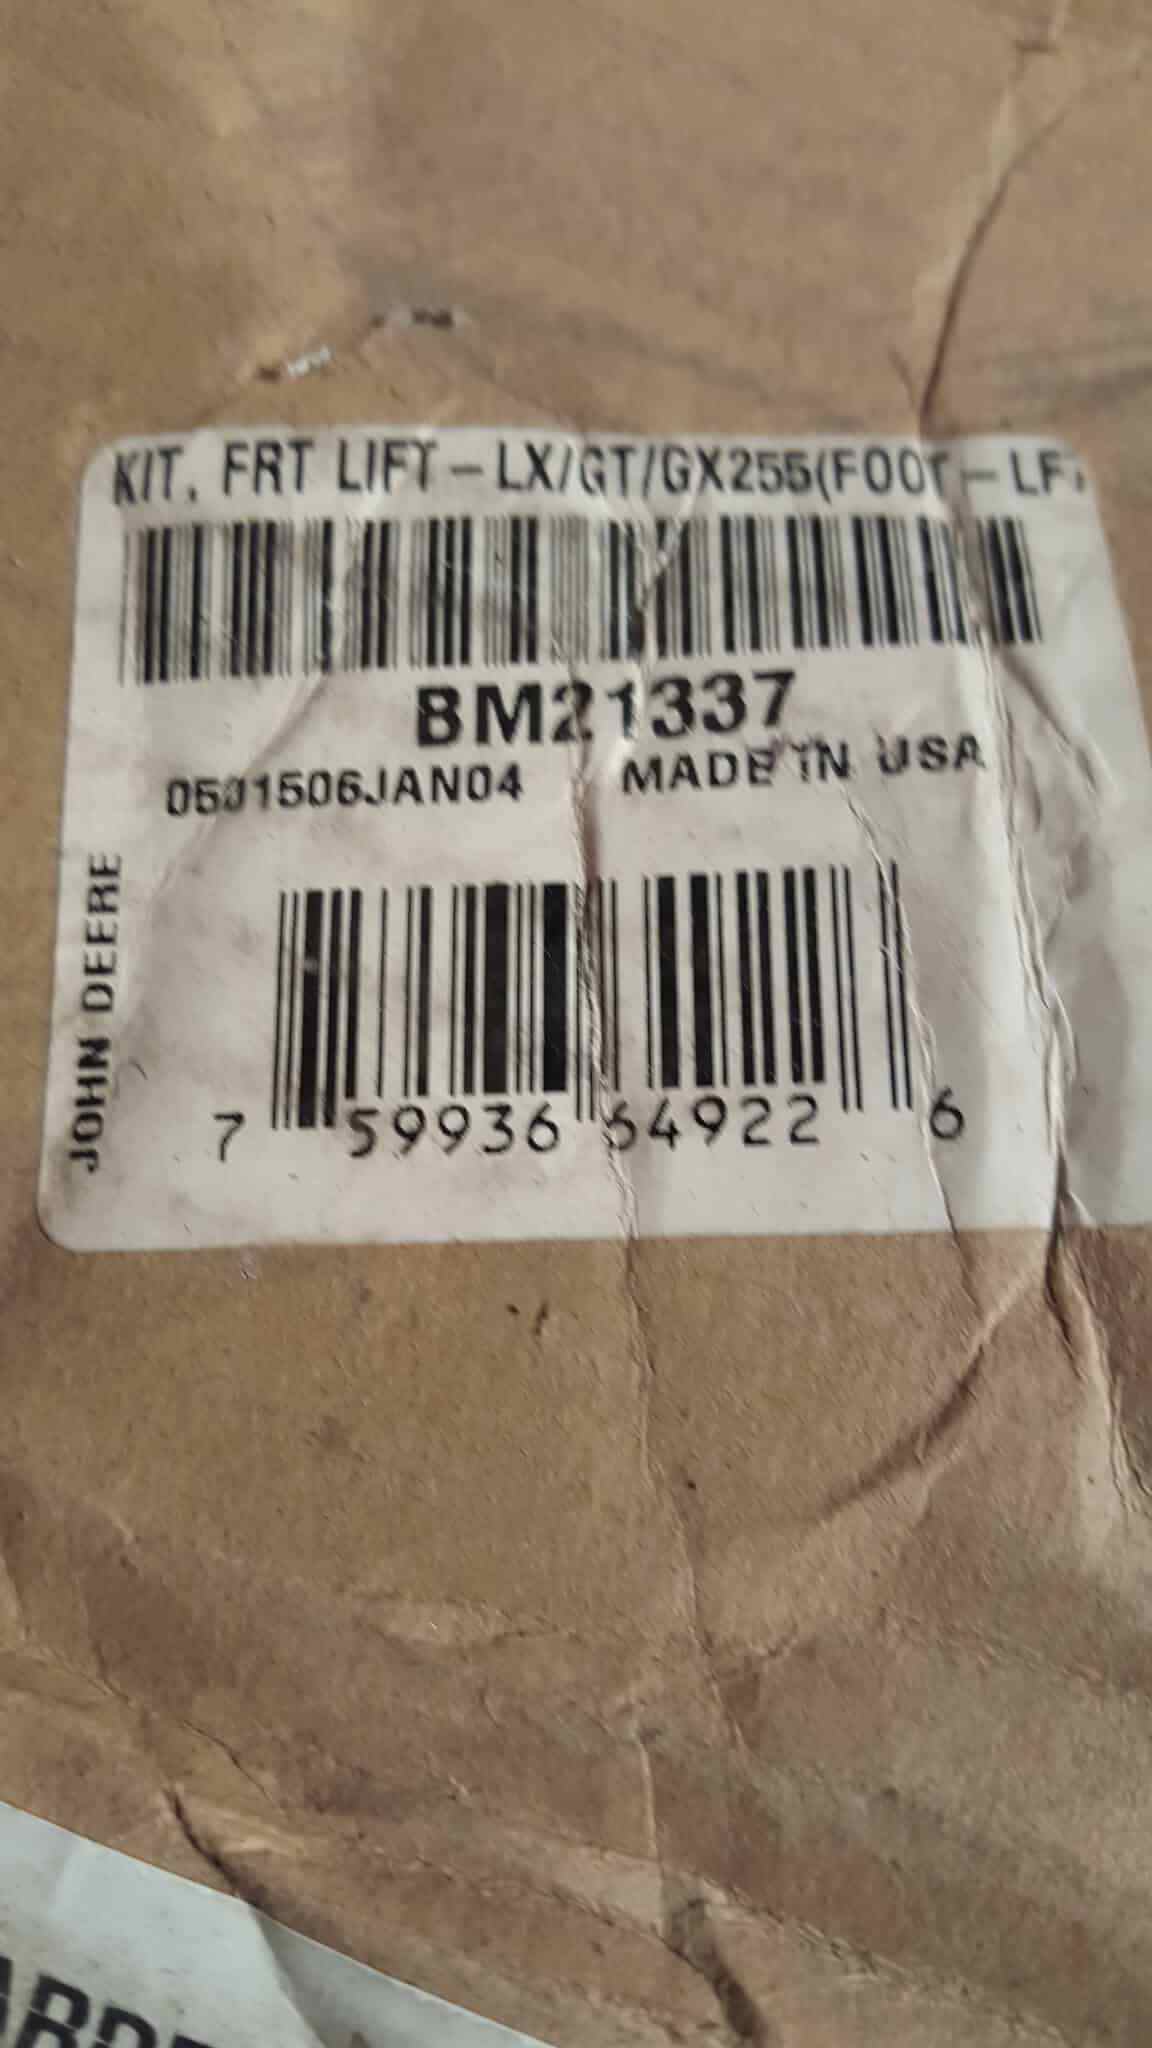 KIT, FRT LIFT - LX/GT/GX255(FOOT - LF
BM21337
0501506JAN04 MADE IN USA
JOHN DEERE
7 59936 64922 6